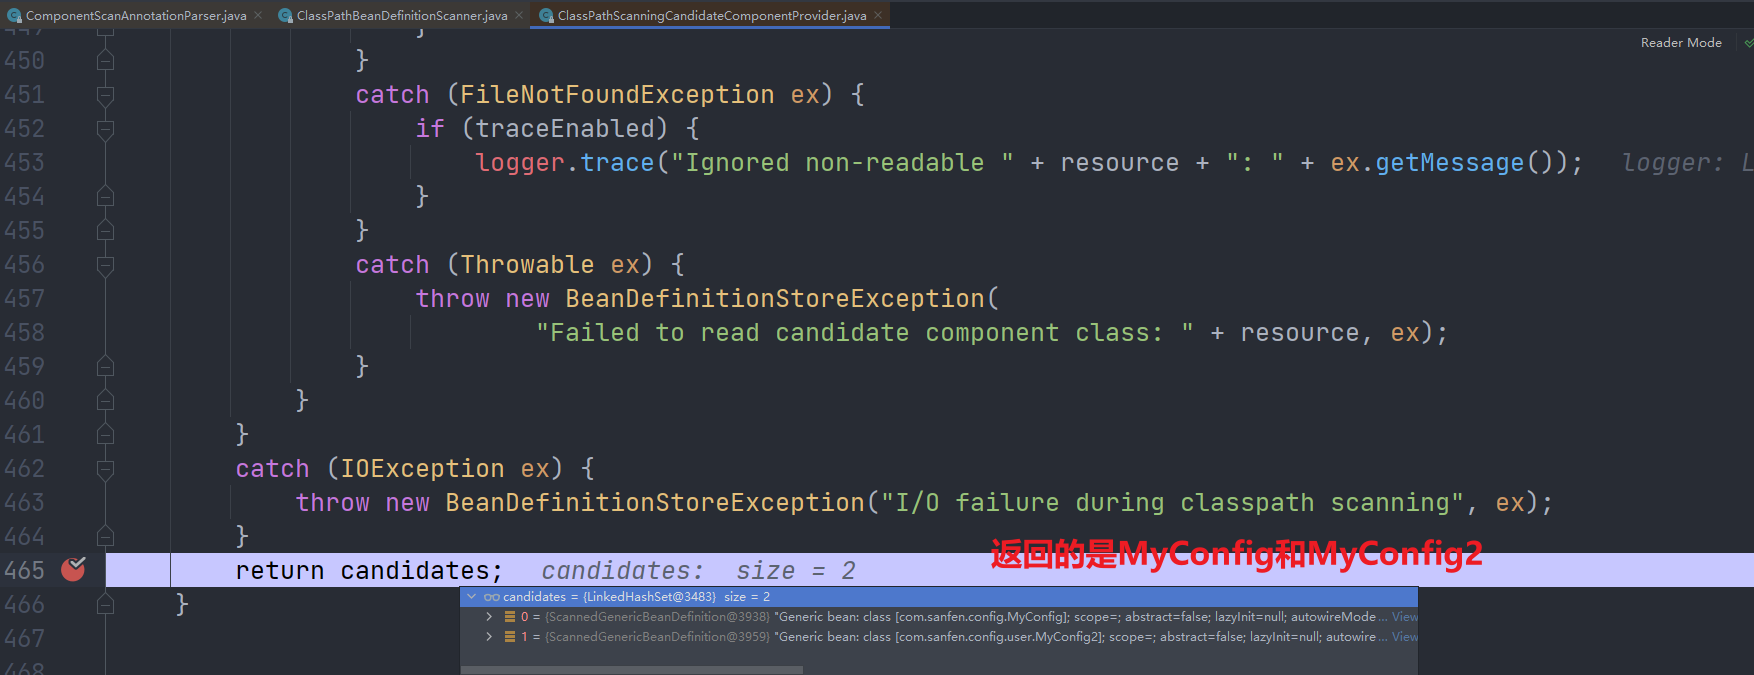 ComponentScanAnnotationParser.java ClassPathBeanDefinitionScanner.java ClassPathScanningCandidateComponentProvider.java
Reader Mode
450 }
451 catch (FileNotFoundException ex) {
452 if (traceEnabled) {
453 logger.trace("Ignored non-readable " + resource + ": " + ex.getMessage()); logger: L
454 }
455 }
456 catch (Throwable ex) {
457 throw new BeanDefinitionStoreException(
458 "Failed to read candidate component class: " + resource, ex);
459 }
460 }
461 }
462 catch (IOException ex) {
463 throw new BeanDefinitionStoreException("I/O failure during classpath scanning", ex);
464 }
返回的是MyConfig和MyConfig2
465 return candidates; candidates: size = 2
466 }
candidates = {LinkedHashSet@3483} size = 2
0 = {ScannedGenericBeanDefinition@3938} "Generic bean: class [com.sanfen.config.MyConfig]; scope=; abstract=false; lazyInit=null; autowireMode ... View
1 = {ScannedGenericBeanDefinition@3959} "Generic bean: class [com.sanfen.config.user.MyConfig2]; scope=; abstract=false; lazyInit=null; autowire ... View
467
468